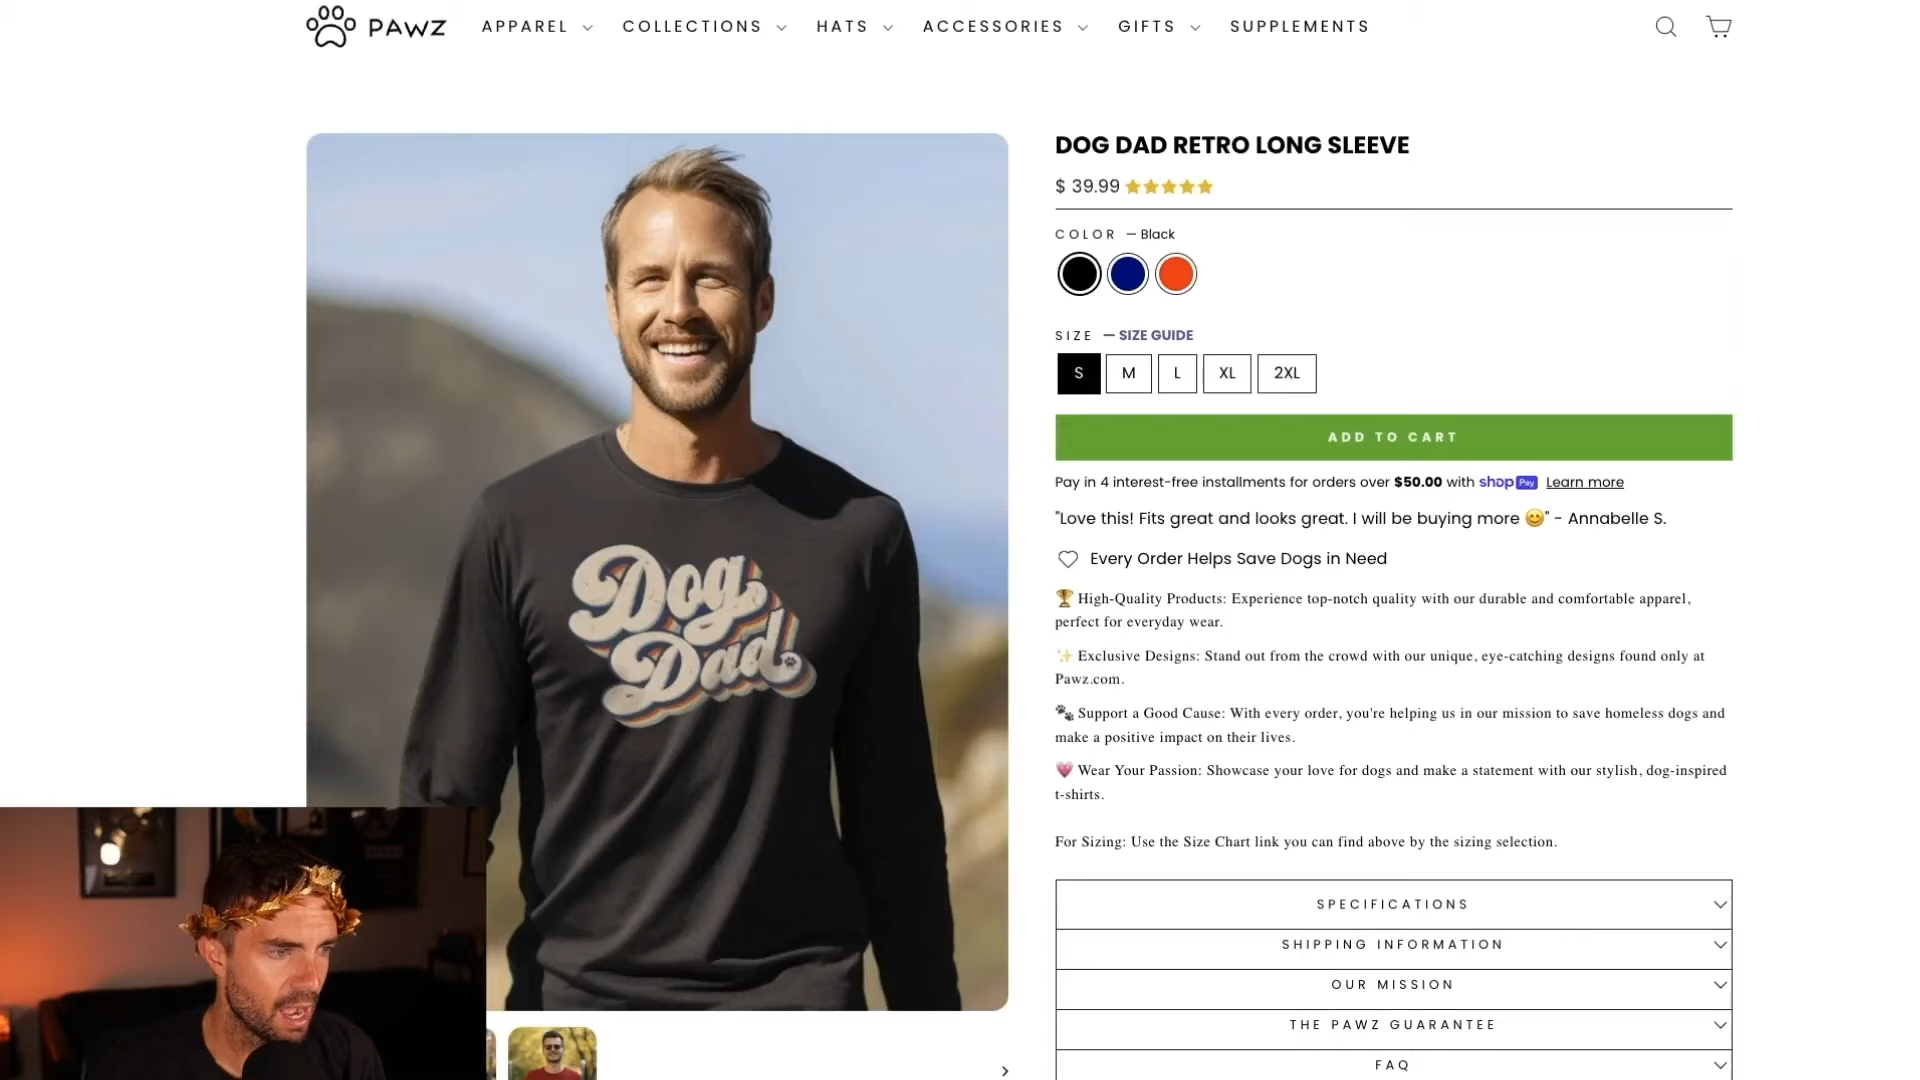 PAWZ
APPAREL COLLECTIONS HATS ACCESSORIES GIFTS SUPPLEMENTS
DOG DAD RETRO LONG SLEEVE
$ 39.99
COLOR — Black
SIZE — SIZE GUIDE
S M L XL 2XL
ADD TO CART
Pay in 4 interest-free installments for orders over $50.00 with shop Pay Learn more
"Love this! Fits great and looks great. I will be buying more 😊" - Annabelle S.
Every Order Helps Save Dogs in Need
🏆 High-Quality Products: Experience top-notch quality with our durable and comfortable apparel,
perfect for everyday wear.
✨ Exclusive Designs: Stand out from the crowd with our unique, eye-catching designs found only at
Pawz.com.
🐾 Support a Good Cause: With every order, you're helping us in our mission to save homeless dogs and
make a positive impact on their lives.
💗 Wear Your Passion: Showcase your love for dogs and make a statement with our stylish, dog-inspired
t-shirts.
For Sizing: Use the Size Chart link you can find above by the sizing selection.
SPECIFICATIONS
SHIPPING INFORMATION
OUR MISSION
THE PAWZ GUARANTEE
FAQ
Dog
Dad